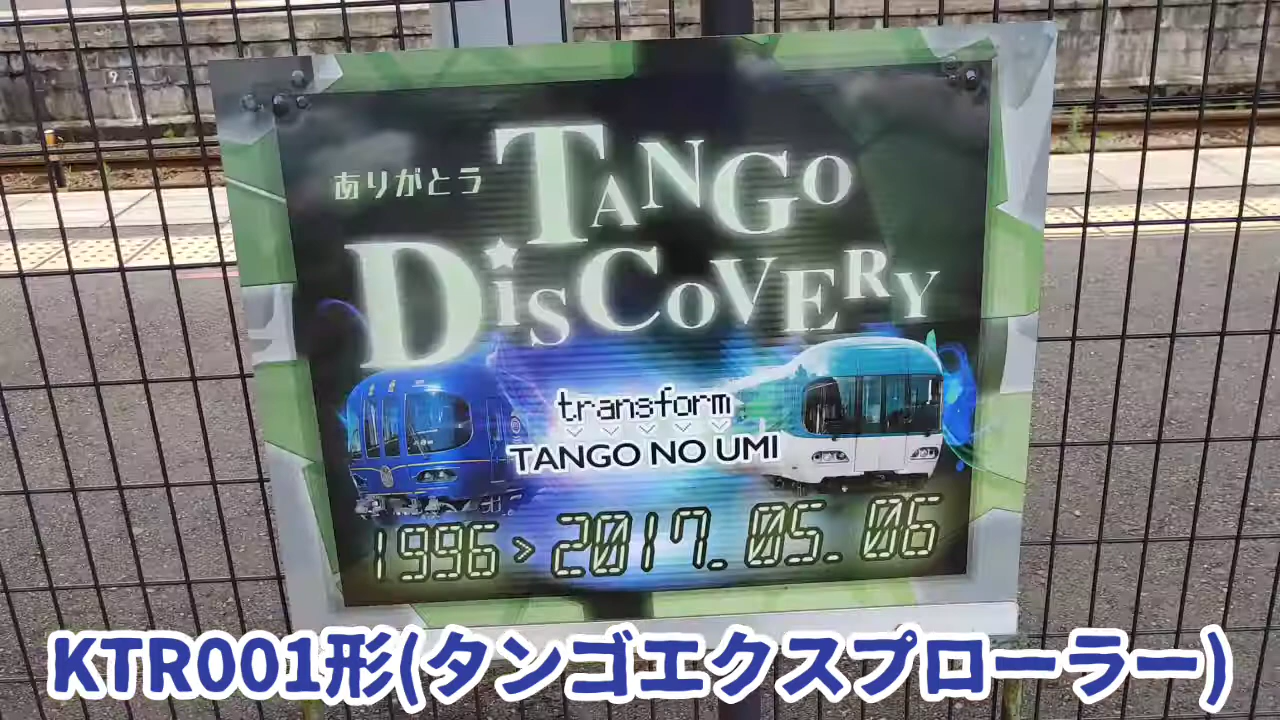 ありがとう TANGO
DiSCOVERY
transform
TANGO NO UMI
1996 > 2017.05.06
KTR001形(タンゴエクスプローラー)